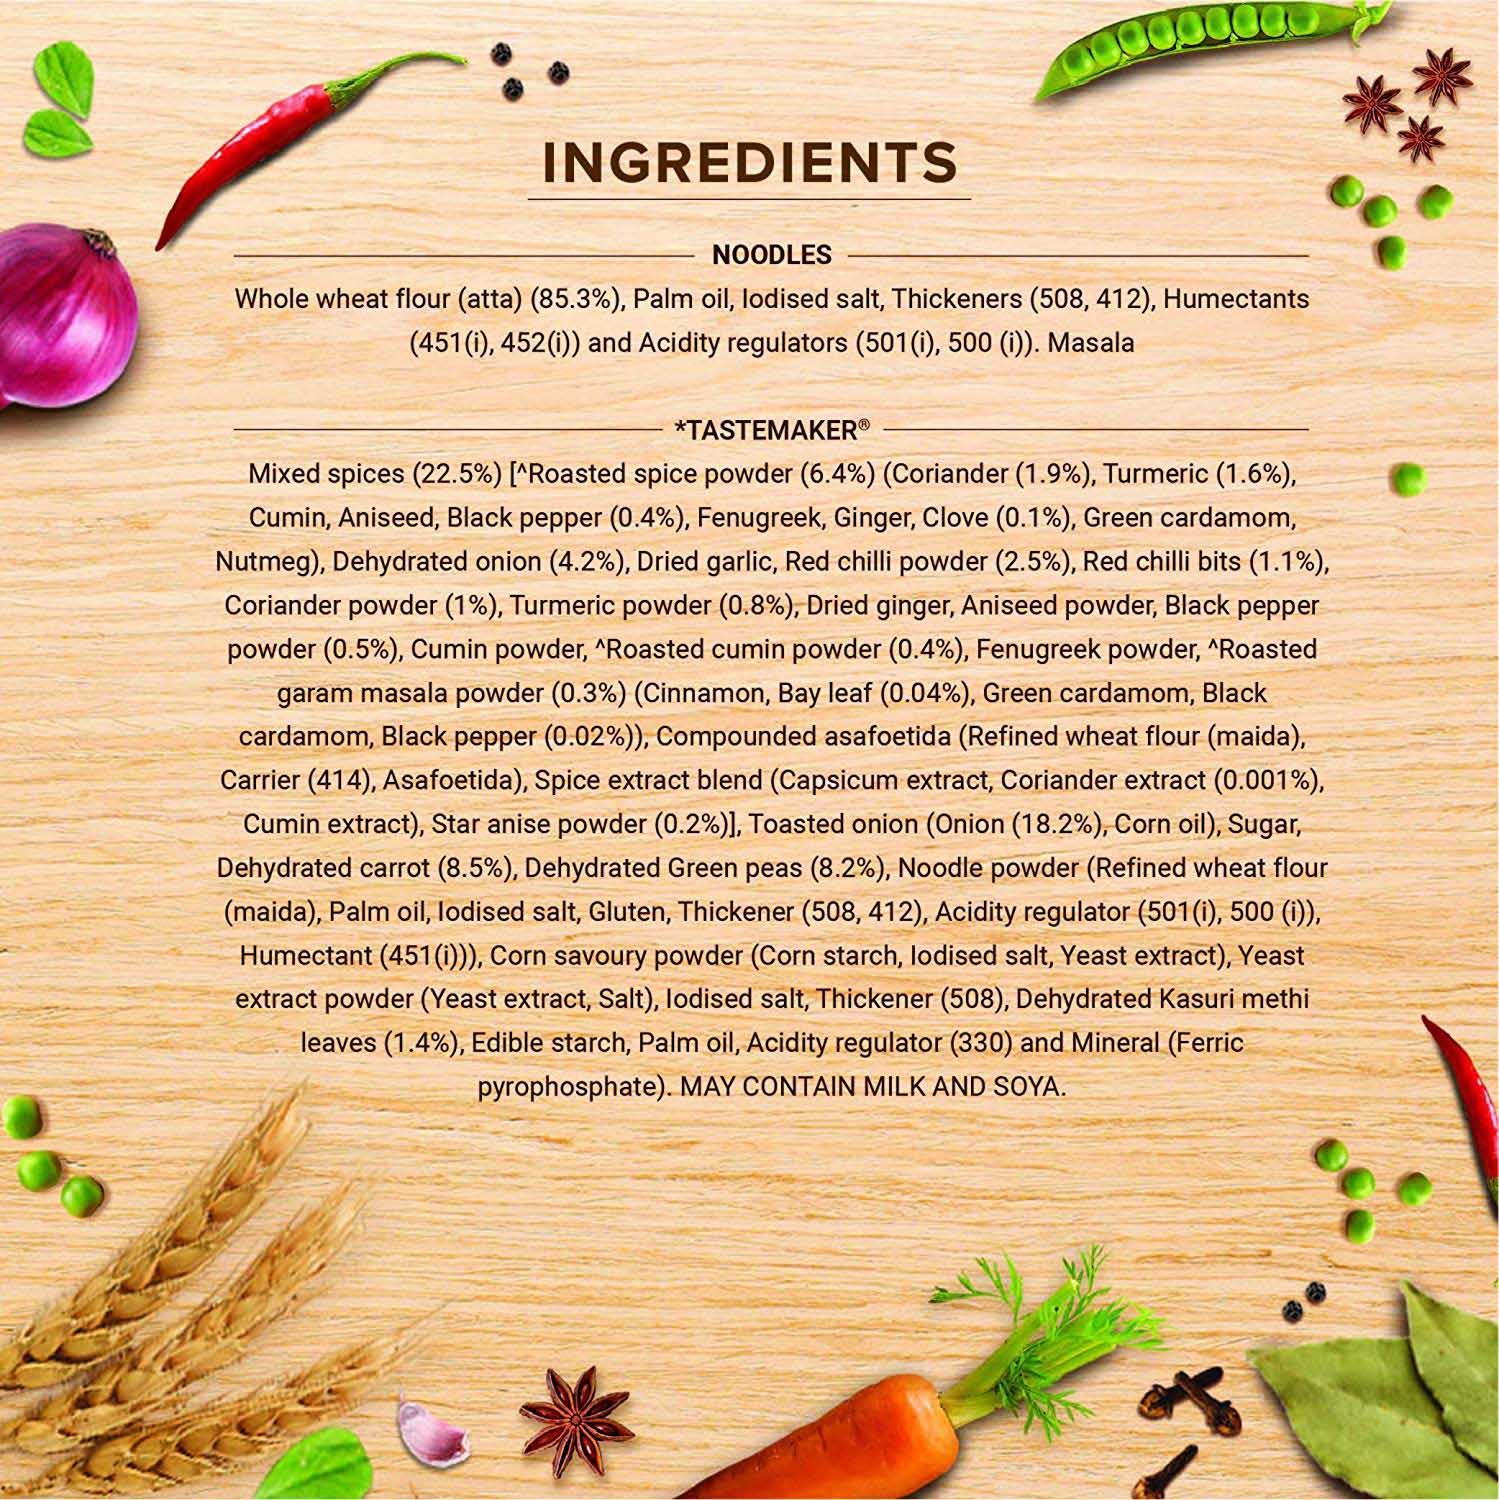 INGREDIENTS
NOODLES
Whole wheat flour (atta) (85.3%), Palm oil, Iodised salt, Thickeners (508, 412), Humectants
(451(i), 452(i)) and Acidity regulators (501(i), 500 (i)). Masala
*TASTEMAKER®
Mixed spices (22.5%) [^Roasted spice powder (6.4%) (Coriander (1.9%), Turmeric (1.6%),
Cumin, Aniseed, Black pepper (0.4%), Fenugreek, Ginger, Clove (0.1%), Green cardamom,
Nutmeg), Dehydrated onion (4.2%), Dried garlic, Red chilli powder (2.5%), Red chilli bits (1.1%),
Coriander powder (1%), Turmeric powder (0.8%), Dried ginger, Aniseed powder, Black pepper
powder (0.5%), Cumin powder, ^Roasted cumin powder (0.4%), Fenugreek powder, ^Roasted
garam masala powder (0.3%) (Cinnamon, Bay leaf (0.04%), Green cardamom, Black
cardamom, Black pepper (0.02%)), Compounded asafoetida (Refined wheat flour (maida),
Carrier (414), Asafoetida), Spice extract blend (Capsicum extract, Coriander extract (0.001%),
Cumin extract), Star anise powder (0.2%)], Toasted onion (Onion (18.2%), Corn oil), Sugar,
Dehydrated carrot (8.5%), Dehydrated Green peas (8.2%), Noodle powder (Refined wheat flour
(maida), Palm oil, Iodised salt, Gluten, Thickener (508, 412), Acidity regulator (501(i), 500 (i)),
Humectant (451(i))), Corn savoury powder (Corn starch, Iodised salt, Yeast extract), Yeast
extract powder (Yeast extract, Salt), Iodised salt, Thickener (508), Dehydrated Kasuri methi
leaves (1.4%), Edible starch, Palm oil, Acidity regulator (330) and Mineral (Ferric
pyrophosphate). MAY CONTAIN MILK AND SOYA.